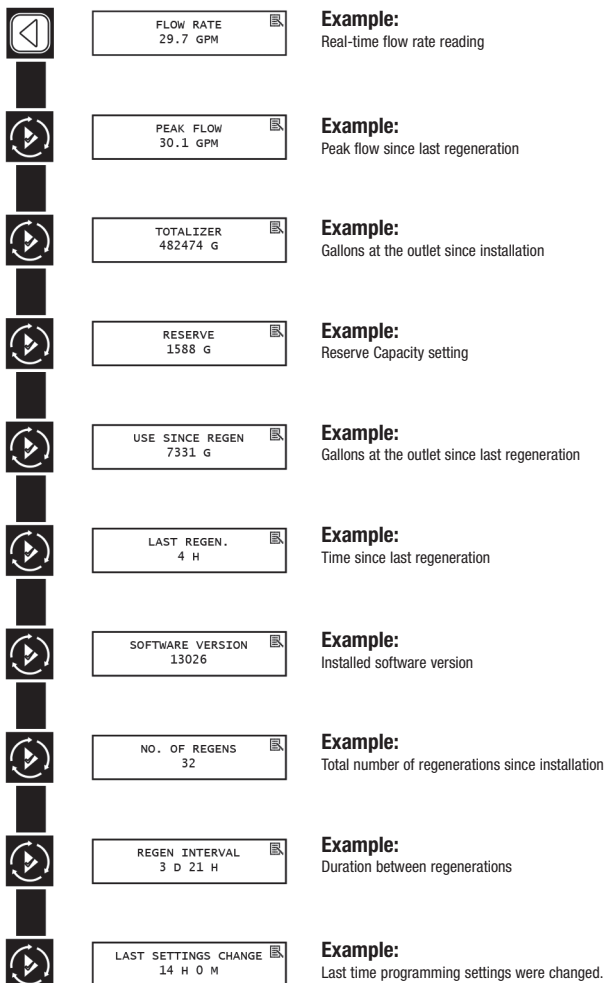 FLOW RATE
29.7 GPM
Example:
Real-time flow rate reading
PEAK FLOW
30.1 GPM
Example:
Peak flow since last regeneration
TOTALIZER
482474 G
Example:
Gallons at the outlet since installation
RESERVE
1588 G
Example:
Reserve Capacity setting
USE SINCE REGEN
7331 G
Example:
Gallons at the outlet since last regeneration
LAST REGEN.
4 H
Example:
Time since last regeneration
SOFTWARE VERSION
13026
Example:
Installed software version
NO. OF REGENS
32
Example:
Total number of regenerations since installation
REGEN INTERVAL
3 D 21 H
Example:
Duration between regenerations
LAST SETTINGS CHANGE
14 H 0 M
Example:
Last time programming settings were changed.